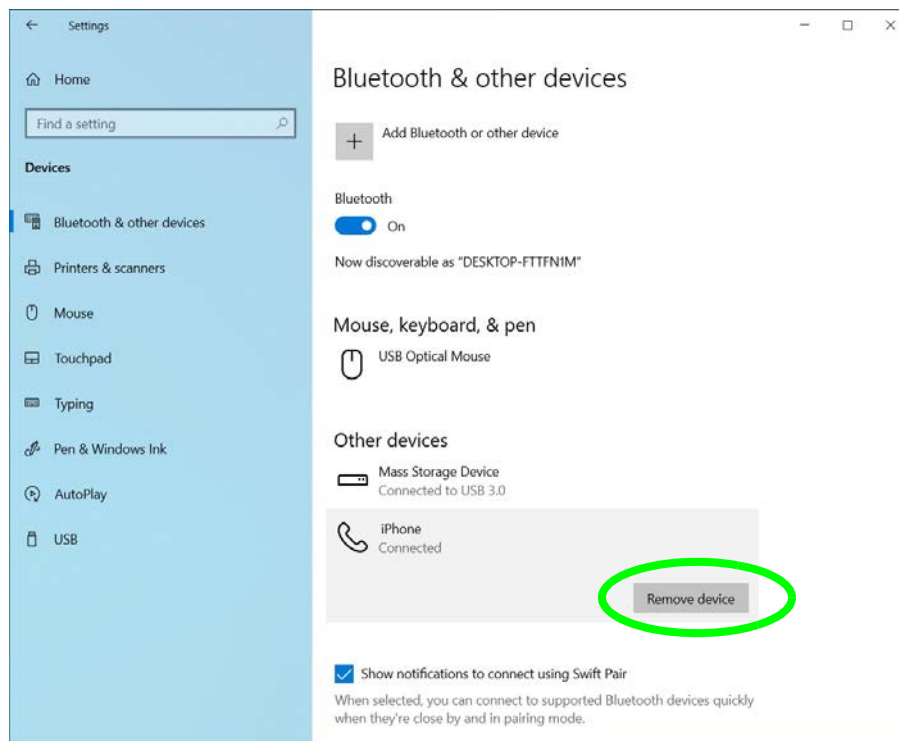 Settings
Home
Find a setting
Devices
Bluetooth & other devices
Printers & scanners
Mouse
Touchpad
Typing
Pen & Windows Ink
AutoPlay
USB
Bluetooth & other devices
Add Bluetooth or other device
Bluetooth
On
Now discoverable as "DESKTOP-FTTFN1M"
Mouse, keyboard, & pen
USB Optical Mouse
Other devices
Mass Storage Device
Connected to USB 3.0
iPhone
Connected
Remove device
Show notifications to connect using Swift Pair
When selected, you can connect to supported Bluetooth devices quickly
when they're close by and in pairing mode.